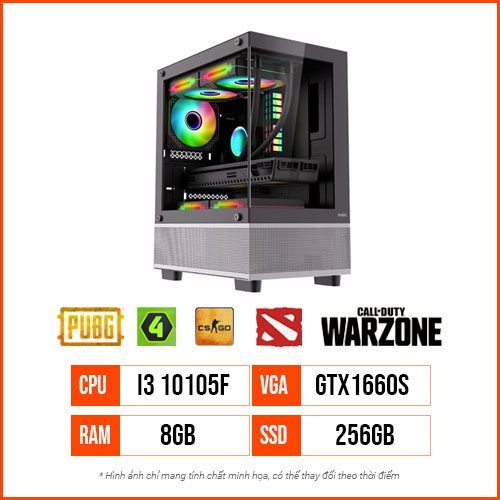 PUBG
4
CS:GO
CALL OF DUTY
WARZONE
CPU I3 10105F VGA GTX1660S
RAM 8GB SSD 256GB
* Hình ảnh chỉ mang tính chất minh họa, có thể thay đổi theo thời điểm